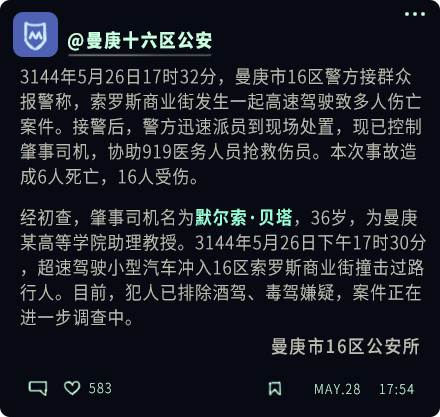 @曼庚十六区公安
3144年5月26日17时32分，曼庚市16区警方接群众
报警称，索罗斯商业街发生一起高速驾驶致多人伤亡
案件。接警后，警方迅速派员到现场处置，现已控制
肇事司机，协助919医务人员抢救伤员。本次事故造
成6人死亡，16人受伤。
经初查，肇事司机名为默尔索·贝塔，36岁，为曼庚
某高等学院助理教授。3144年5月26日下午17时30分
，超速驾驶小型汽车冲入16区索罗斯商业街撞击过路
行人。目前，犯人已排除酒驾、毒驾嫌疑，案件正在
进一步调查中。
曼庚市16区公安所
583
MAY.28 17:54